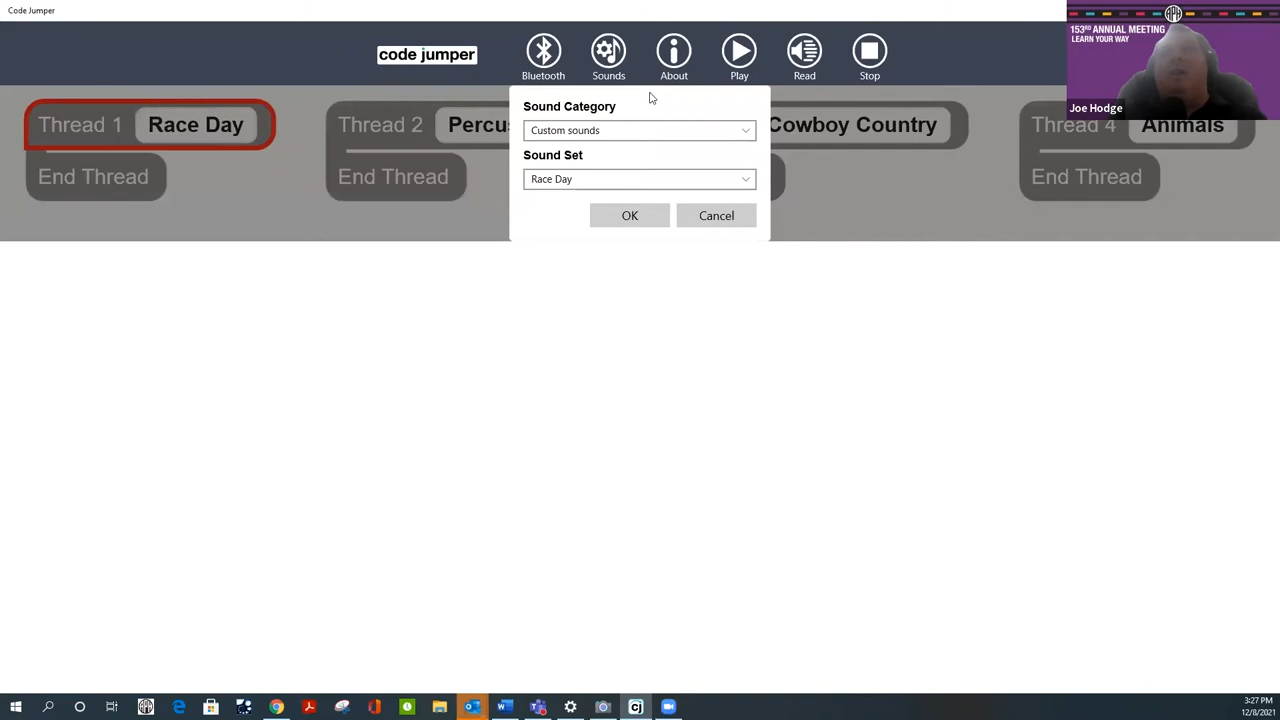 Code Jumper
code jumper
Bluetooth
Sounds
About
Play
Read
Stop
153RD ANNUAL MEETING
LEARN YOUR WAY
Joe Hodge
Thread 1 Race Day
End Thread
Thread 2
End Thread
Cowboy Country
Thread 4 Animals
End Thread
Sound Category
Custom sounds
Sound Set
Race Day
OK Cancel
3:27 PM
12/8/2021